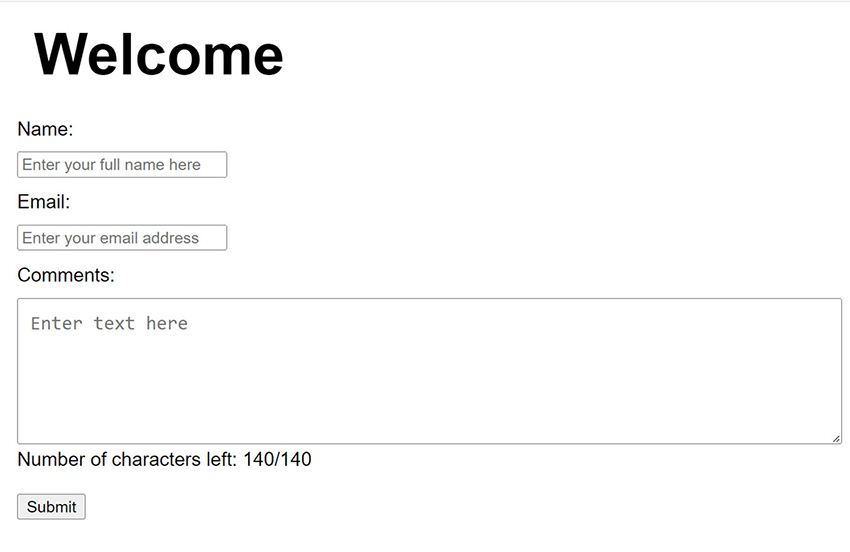 Welcome
Name:
Enter your full name here
Email:
Enter your email address
Comments:
Enter text here
Number of characters left: 140/140
Submit